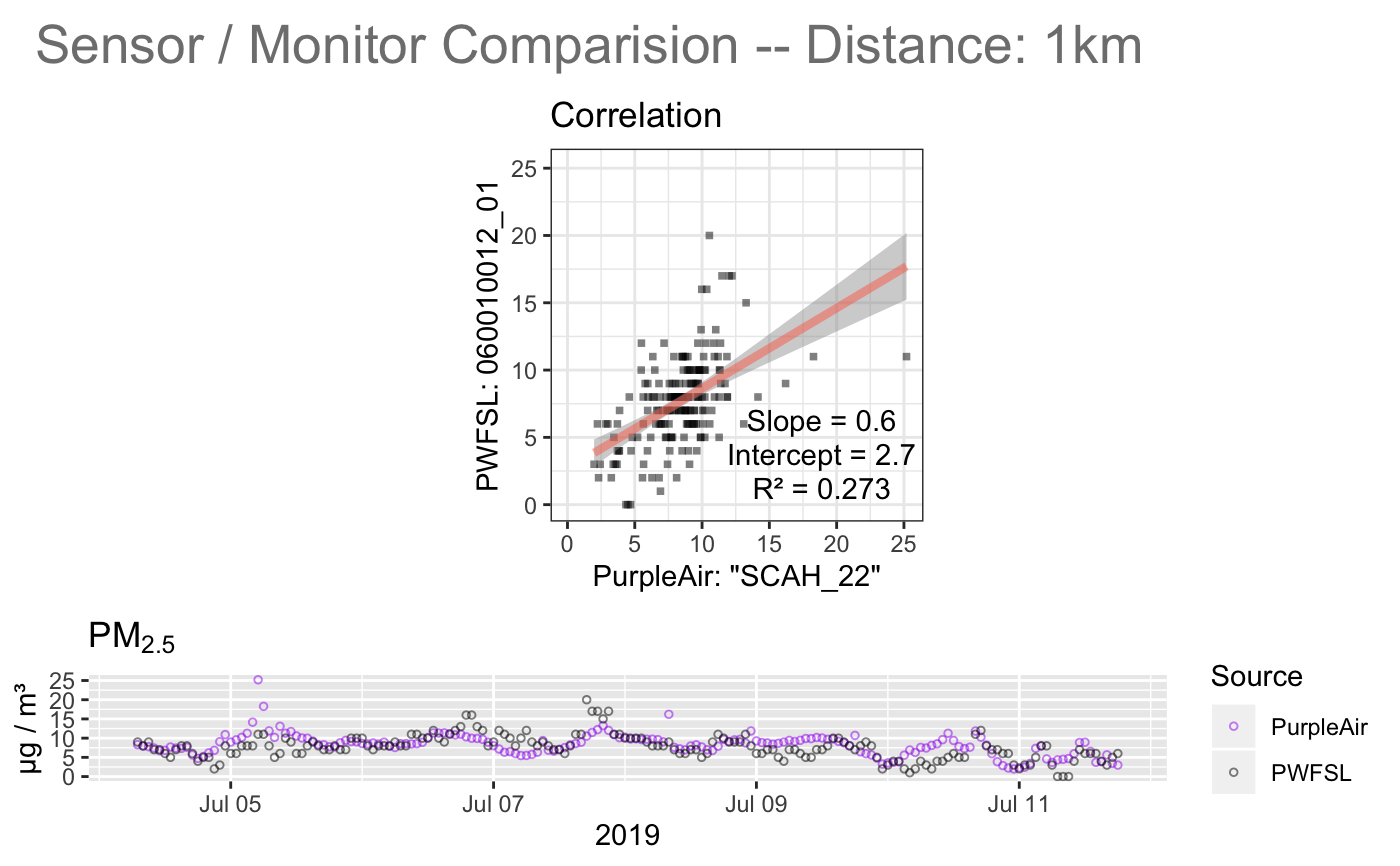 Sensor / Monitor Comparision -- Distance: 1km
Correlation
PWFSL: 060010012_01
25
20
15
10
5
0
Slope = 0.6
Intercept = 2.7
R² = 0.273
0 5 10 15 20 25
PurpleAir: "SCAH_22"
PM2.5
µg / m³
25
20
15
10
5
0
Jul 05 Jul 07 Jul 09 Jul 11
2019
Source
PurpleAir
PWFSL